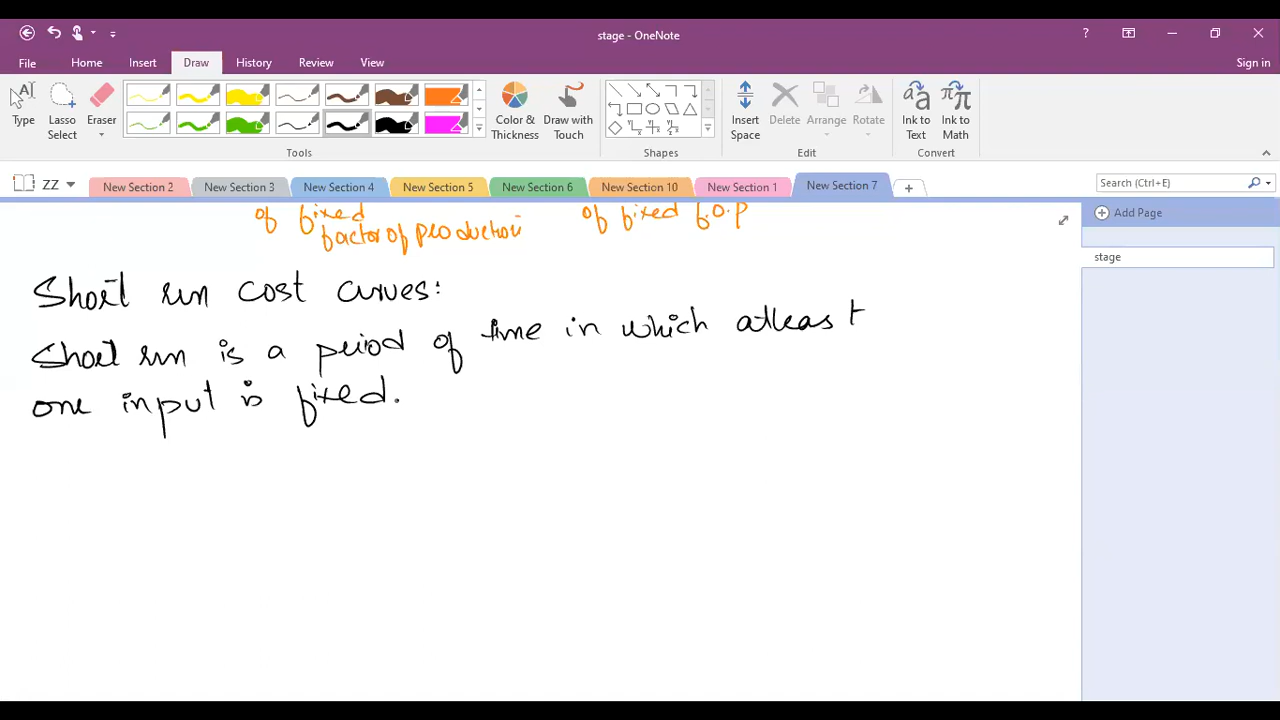 stage - OneNote
? Sign in
File Home Insert Draw History Review View
Type Lasso Select Eraser Color & Thickness Draw with Touch Insert Space Delete Arrange Rotate Ink to Text Ink to Math
Tools Shapes Edit Convert
ZZ New Section 2 New Section 3 New Section 4 New Section 5 New Section 6 New Section 10 New Section 1 New Section 7 Search (Ctrl+E)
Add Page
stage
of fixed of fixed f.o.p
factor of production
Short run cost curves:
Short run is a period of time in which atleast
one input is fixed.